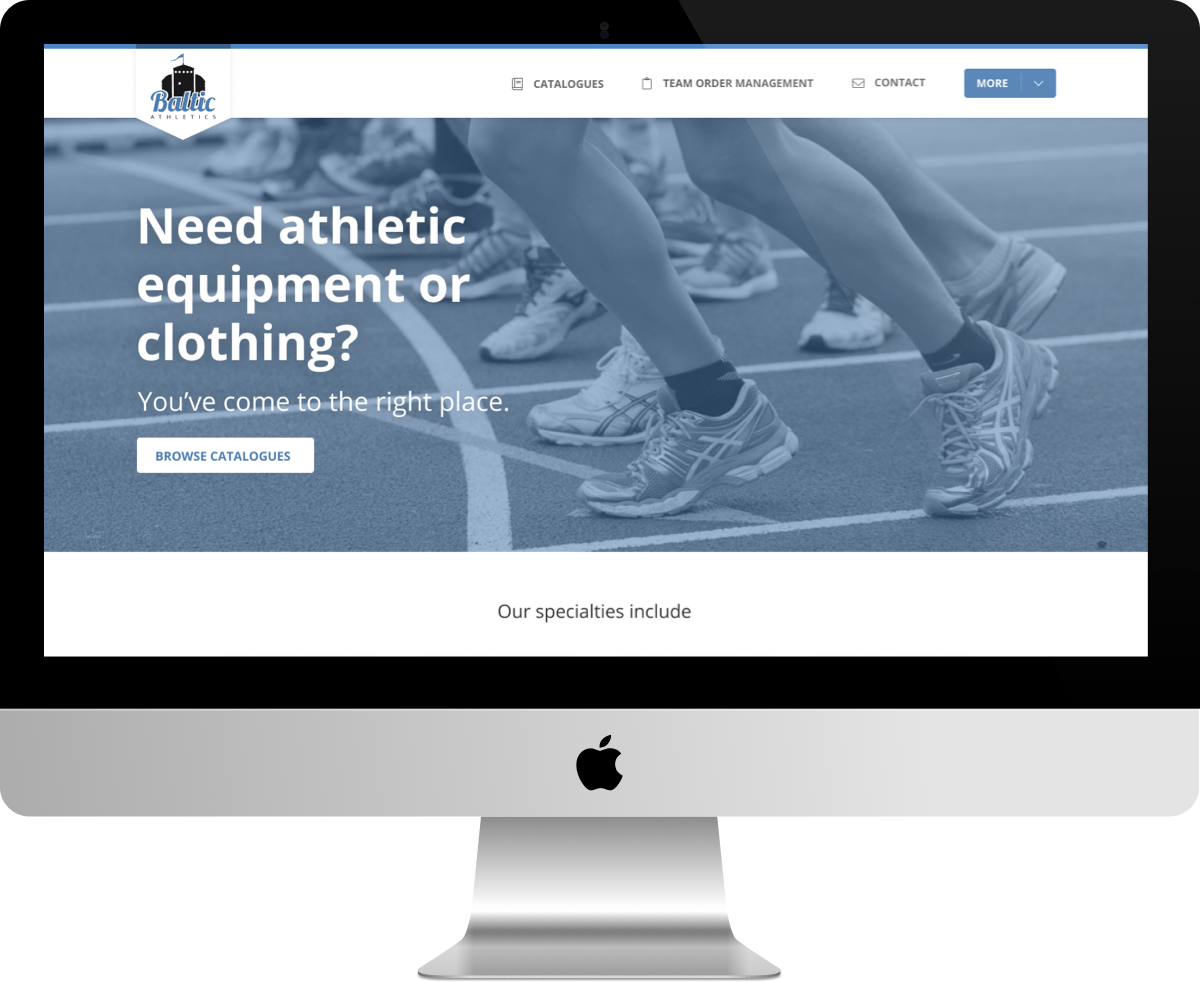 Baltic
ATHLETICS
CATALOGUES
TEAM ORDER MANAGEMENT
CONTACT
MORE
Need athletic
equipment or
clothing?
You’ve come to the right place.
BROWSE CATALOGUES
Our specialties include